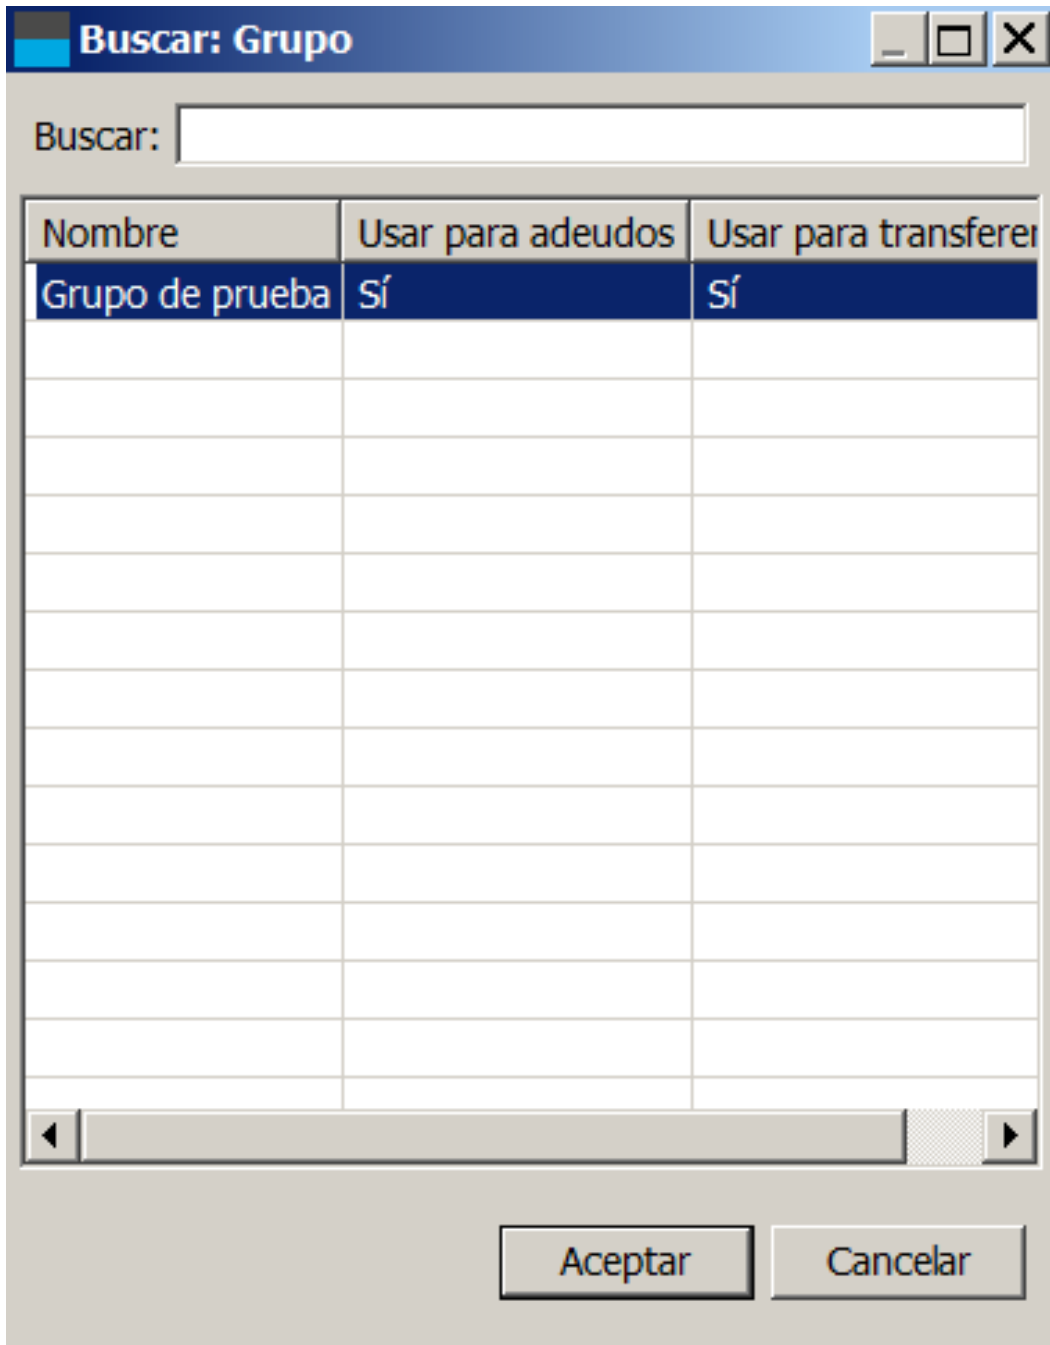 Buscar: Grupo
Buscar:
Nombre Usar para adeudos Usar para transferen
Grupo de prueba Sí Sí
Aceptar Cancelar